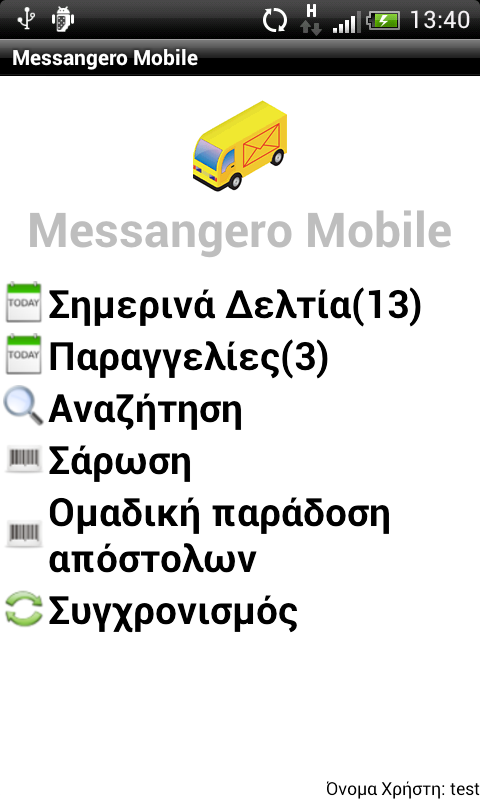 H
13:40
Messangero Mobile
Messangero Mobile
TODAY
Σημερινά Δελτία(13)
TODAY
Παραγγελίες(3)
Αναζήτηση
Σάρωση
Ομαδική παράδοση
απόστολων
Συγχρονισμός
Όνομα Χρήστη: test